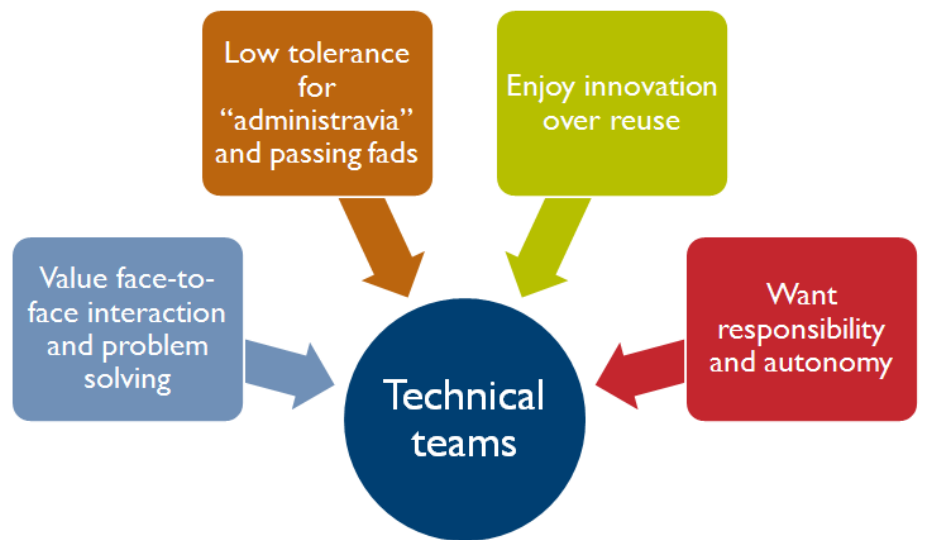 Low tolerance
for
“administravia”
and passing fads
Enjoy innovation
over reuse
Value face-to-
face interaction
and problem
solving
Want
responsibility
and autonomy
Technical
teams